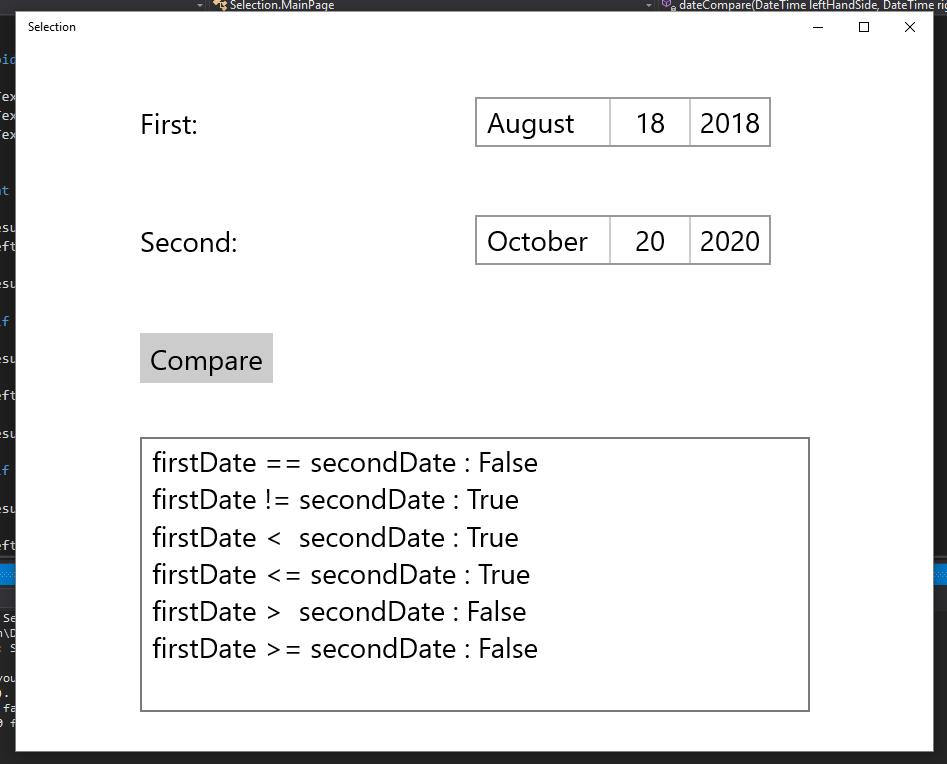 Selection.MainPage dateCompare(DateTime leftHandSide, DateTime
Selection
First: August 18 2018
Second: October 20 2020
Compare
firstDate == secondDate : False
firstDate != secondDate : True
firstDate <  secondDate : True
firstDate <= secondDate : True
firstDate >  secondDate : False
firstDate >= secondDate : False